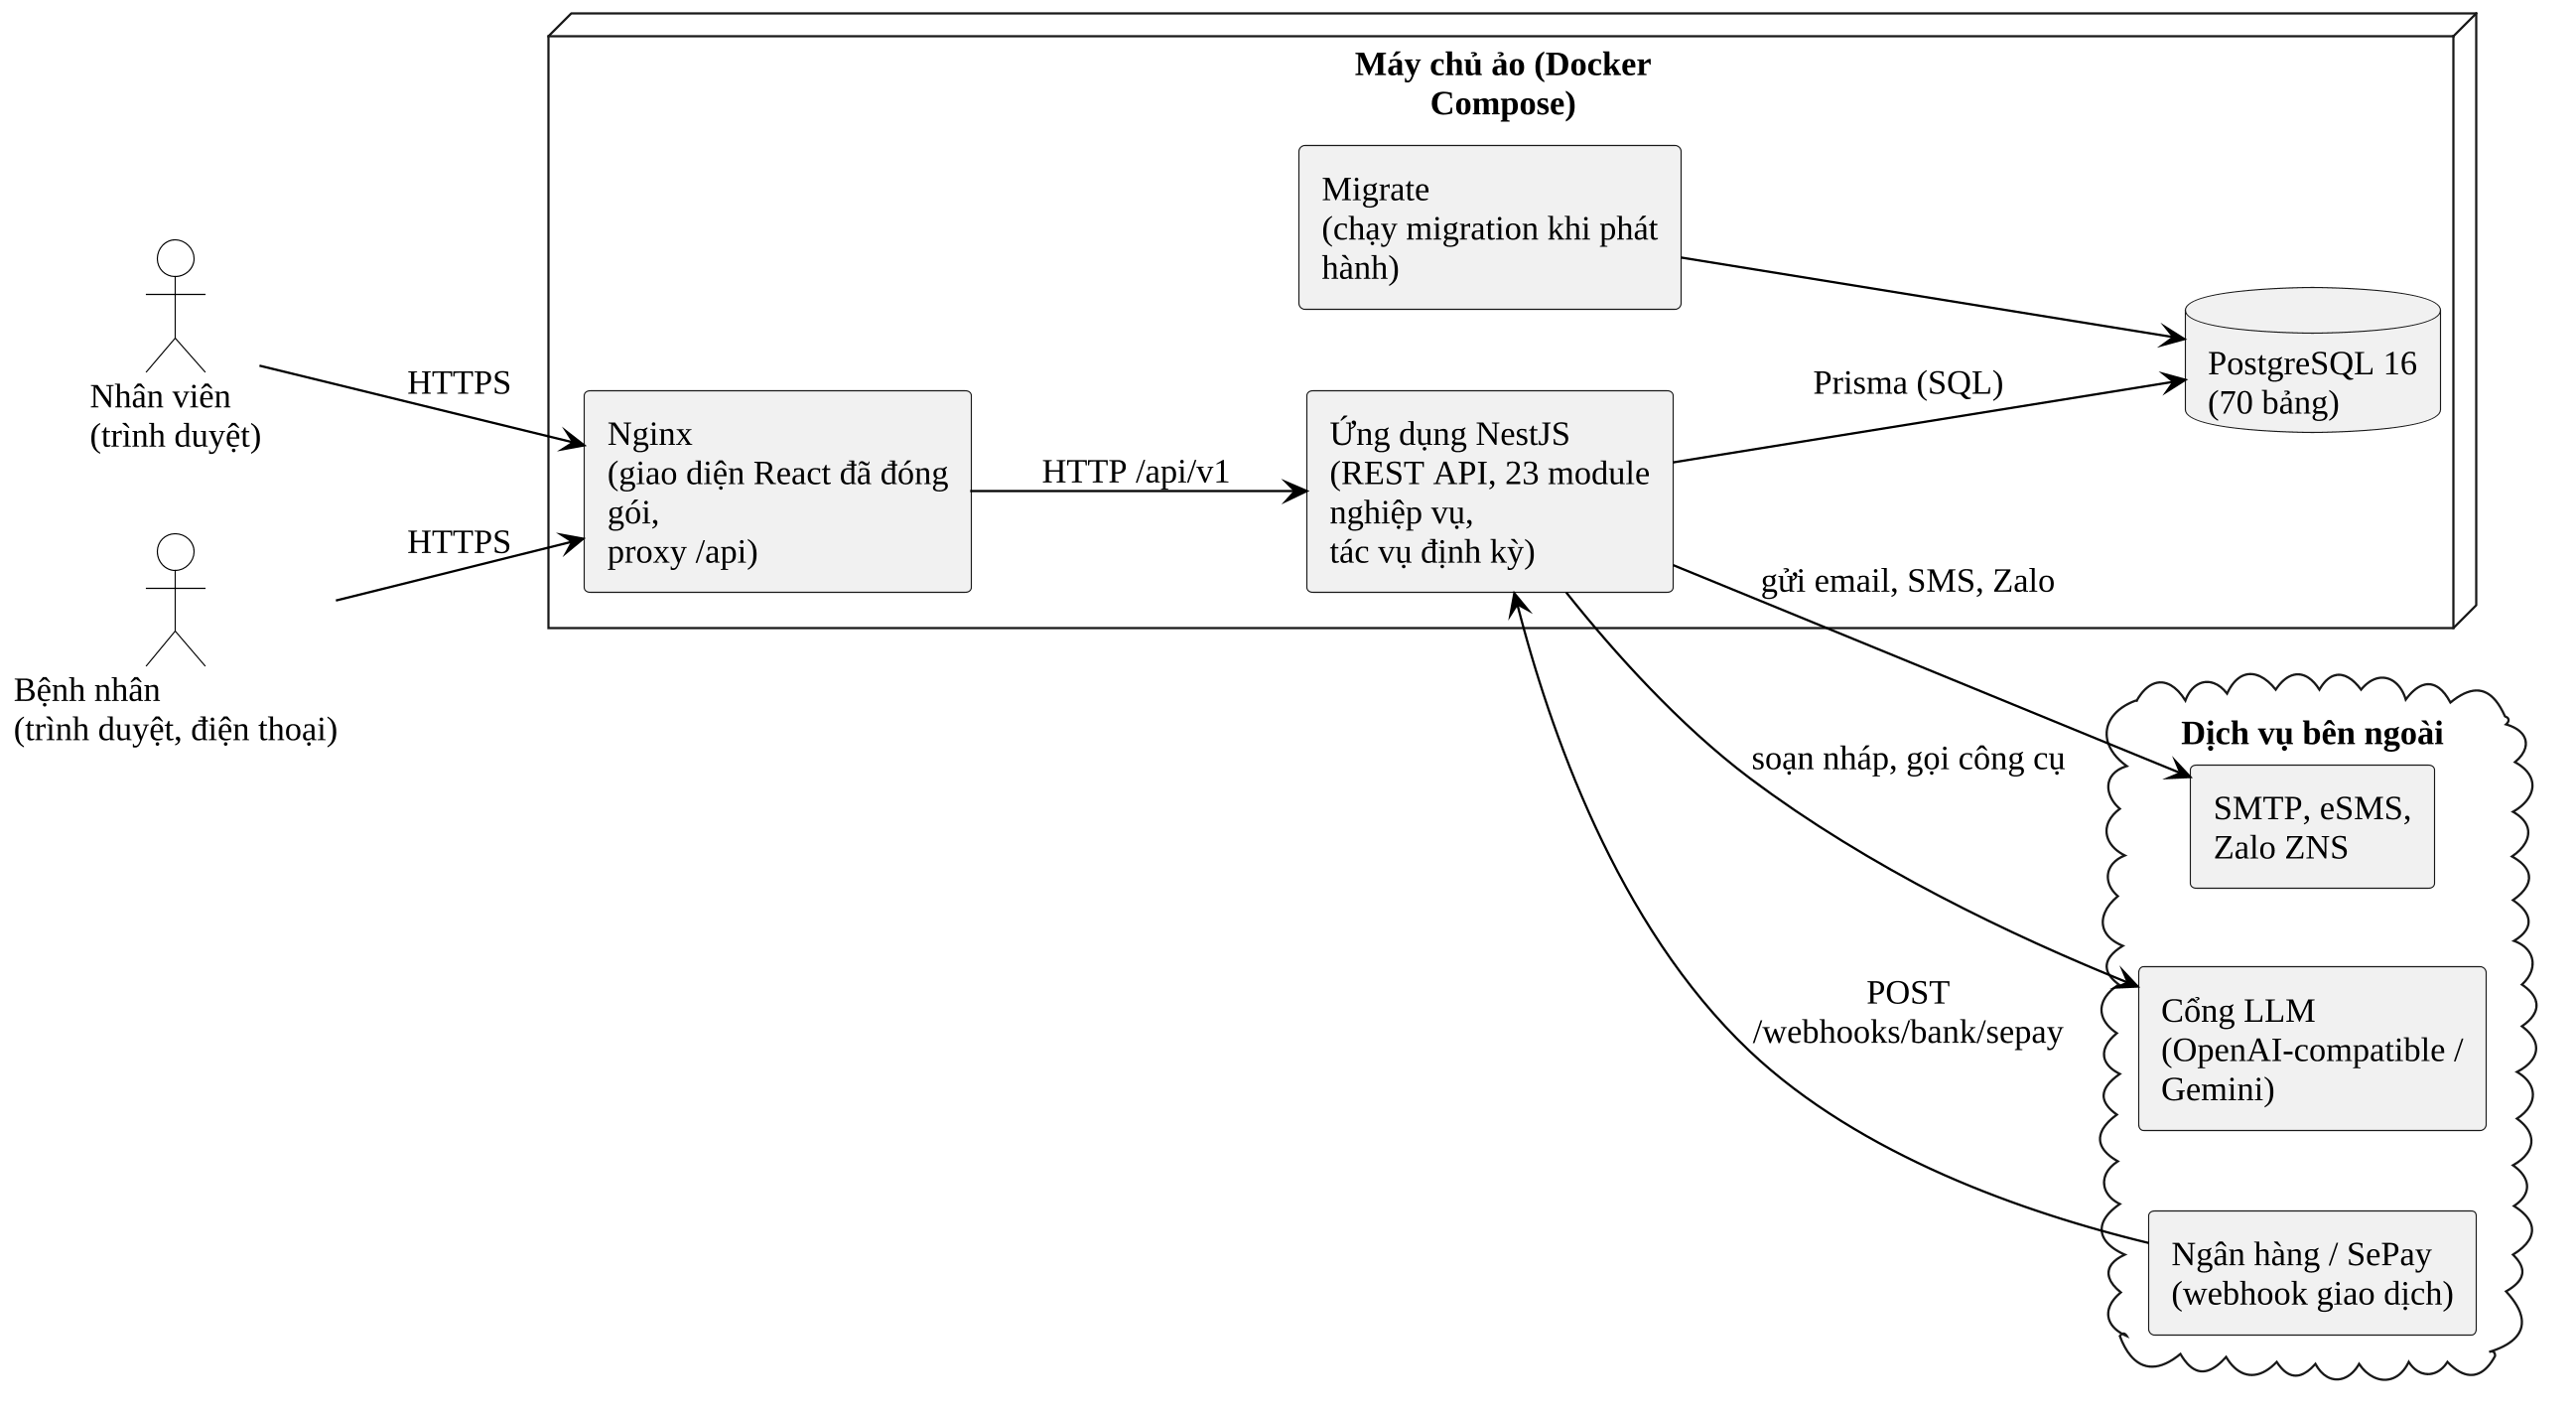 Máy chủ ảo (Docker
Compose)
Migrate
(chạy migration khi phát
hành)
PostgreSQL 16
(70 bảng)
Prisma (SQL)
Nhân viên
(trình duyệt)
HTTPS
Nginx
(giao diện React đã đóng
gói,
proxy /api)
HTTP /api/v1
Ứng dụng NestJS
(REST API, 23 module
nghiệp vụ,
tác vụ định kỳ)
HTTPS
Bệnh nhân
(trình duyệt, điện thoại)
gửi email, SMS, Zalo
Dịch vụ bên ngoài
soạn nháp, gọi công cụ
SMTP, eSMS,
Zalo ZNS
POST
/webhooks/bank/sepay
Cổng LLM
(OpenAI-compatible /
Gemini)
Ngân hàng / SePay
(webhook giao dịch)